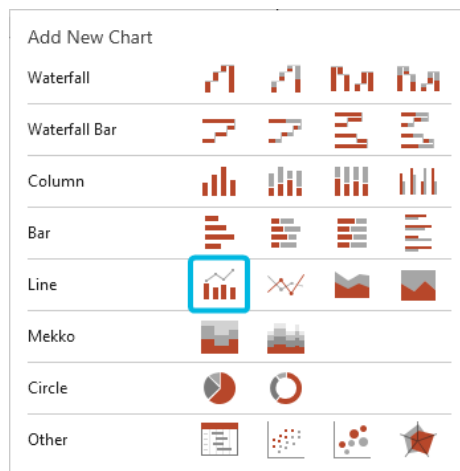 Add New Chart
Waterfall
Waterfall Bar
Column
Bar
Line
Mekko
Circle
Other